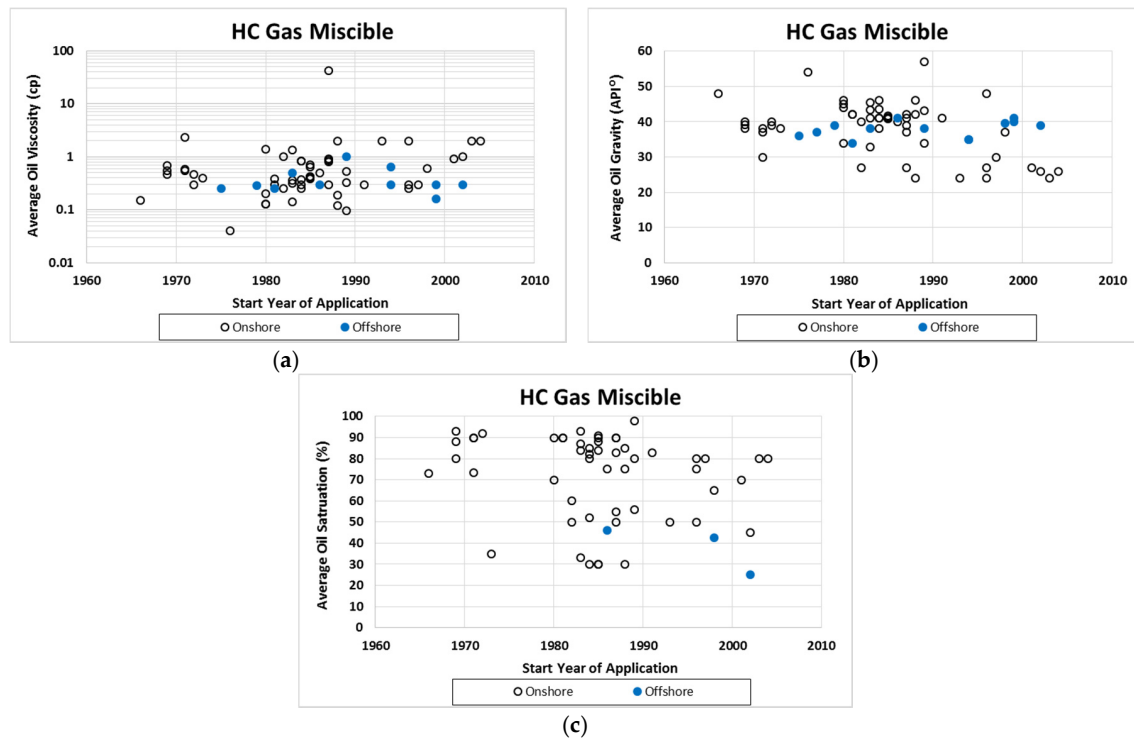 HC Gas Miscible
100
10
1
0.1
0.01
Average Oil Viscosity (cp)
1960 1970 1980 1990 2000 2010
Start Year of Application
Onshore Offshore
(a)
HC Gas Miscible
60
50
40
30
20
10
0
Average Oil Gravity (API°)
1960 1970 1980 1990 2000 2010
Start Year of Application
Onshore Offshore
(b)
HC Gas Miscible
100
90
80
70
60
50
40
30
20
10
0
Average Oil Satruation (%)
1960 1970 1980 1990 2000 2010
Start Year of Application
Onshore Offshore
(c)